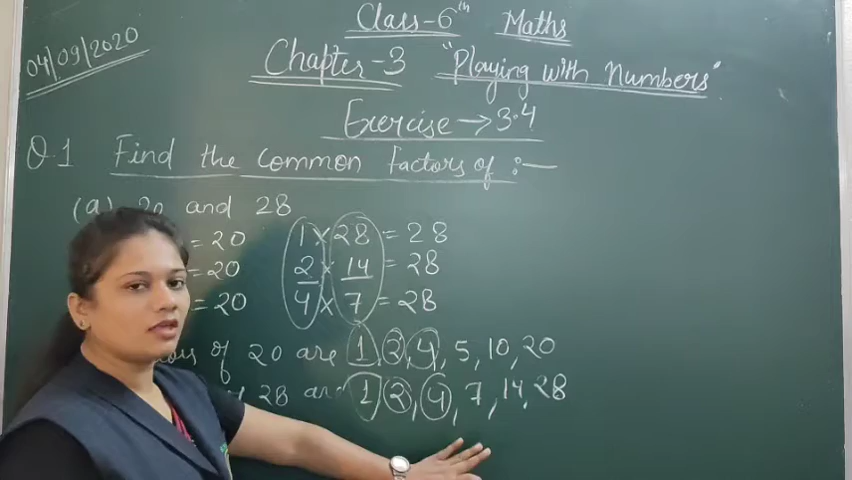 04/09/2020
Class-6th Maths
Chapter-3 "Playing with Numbers"
Exercise → 3.4
Q.1 Find the common factors of :—
(a) 20 and 28
= 20 1 × 28 = 28
= 20 2 × 14 = 28
= 20 4 × 7 = 28
of 20 are 1, 2, 4, 5, 10, 20
28 are 1, 2, 4, 7, 14, 28